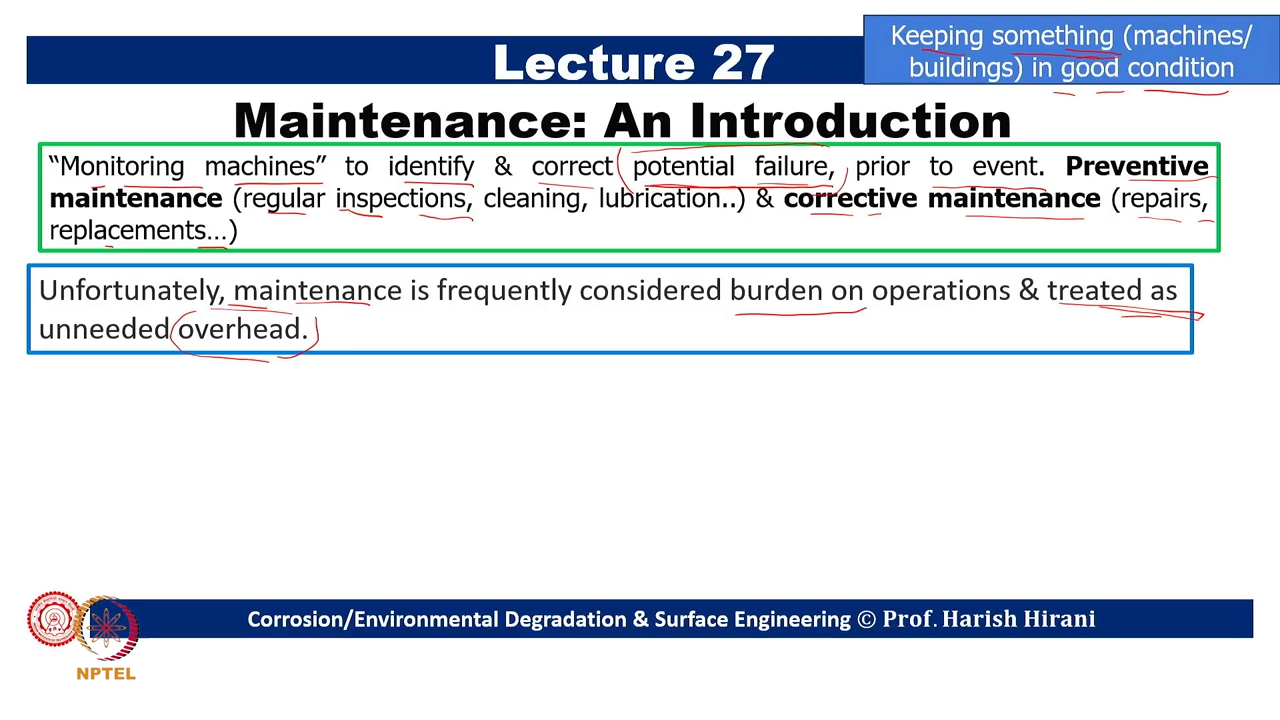 Keeping something (machines/
buildings) in good condition
Lecture 27
Maintenance: An Introduction
“Monitoring machines” to identify & correct potential failure, prior to event. Preventive
maintenance (regular inspections, cleaning, lubrication..) & corrective maintenance (repairs,
replacements…)
Unfortunately, maintenance is frequently considered burden on operations & treated as
unneeded overhead.
Corrosion/Environmental Degradation & Surface Engineering © Prof. Harish Hirani
NPTEL